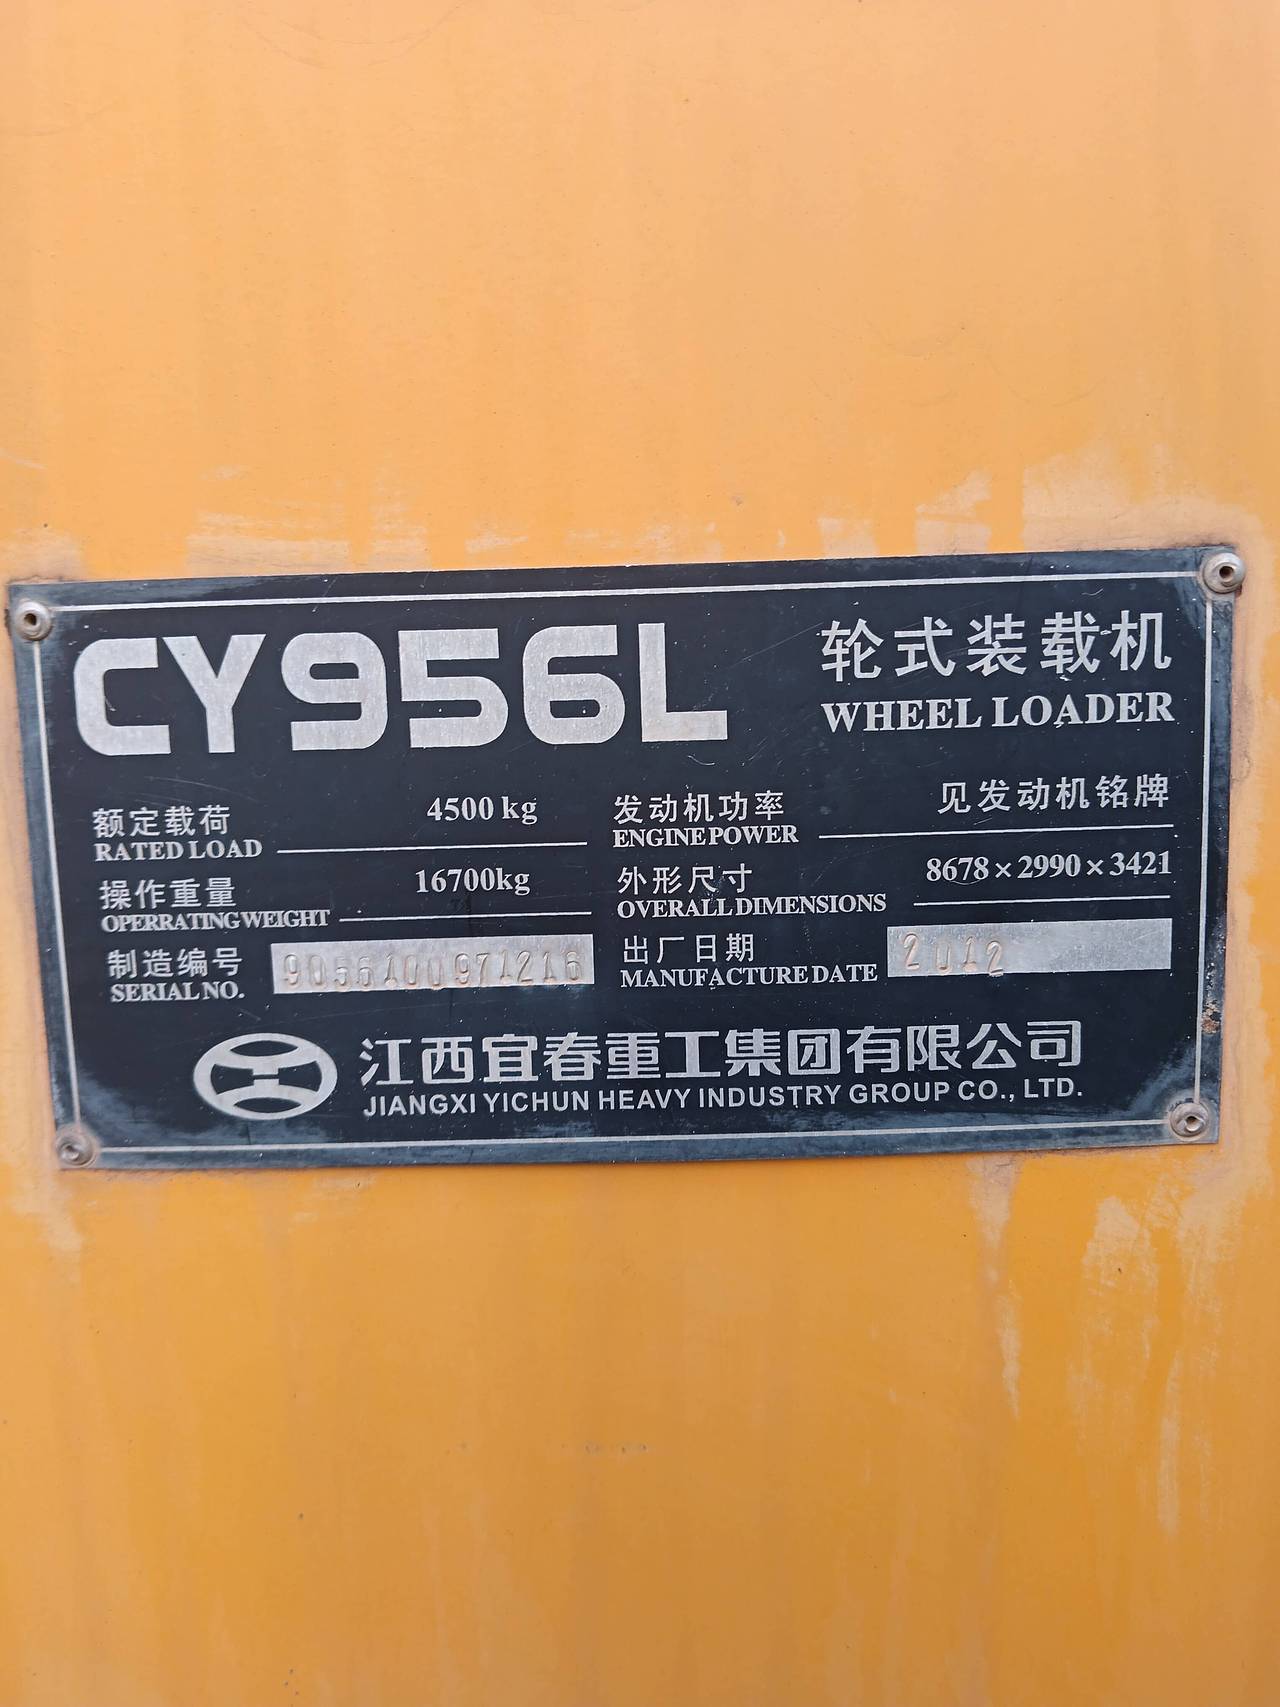 CY956L 轮式装载机
WHEEL LOADER
额定载荷 4500 kg 发动机功率 见发动机铭牌
RATED LOAD ENGINE POWER
操作重量 16700kg 外形尺寸 8678×2990×3421
OPERRATING WEIGHT OVERALL DIMENSIONS
制造编号 9056100971216 出厂日期 2012
SERIAL NO. MANUFACTURE DATE
江西宜春重工集团有限公司
JIANGXI YICHUN HEAVY INDUSTRY GROUP CO., LTD.